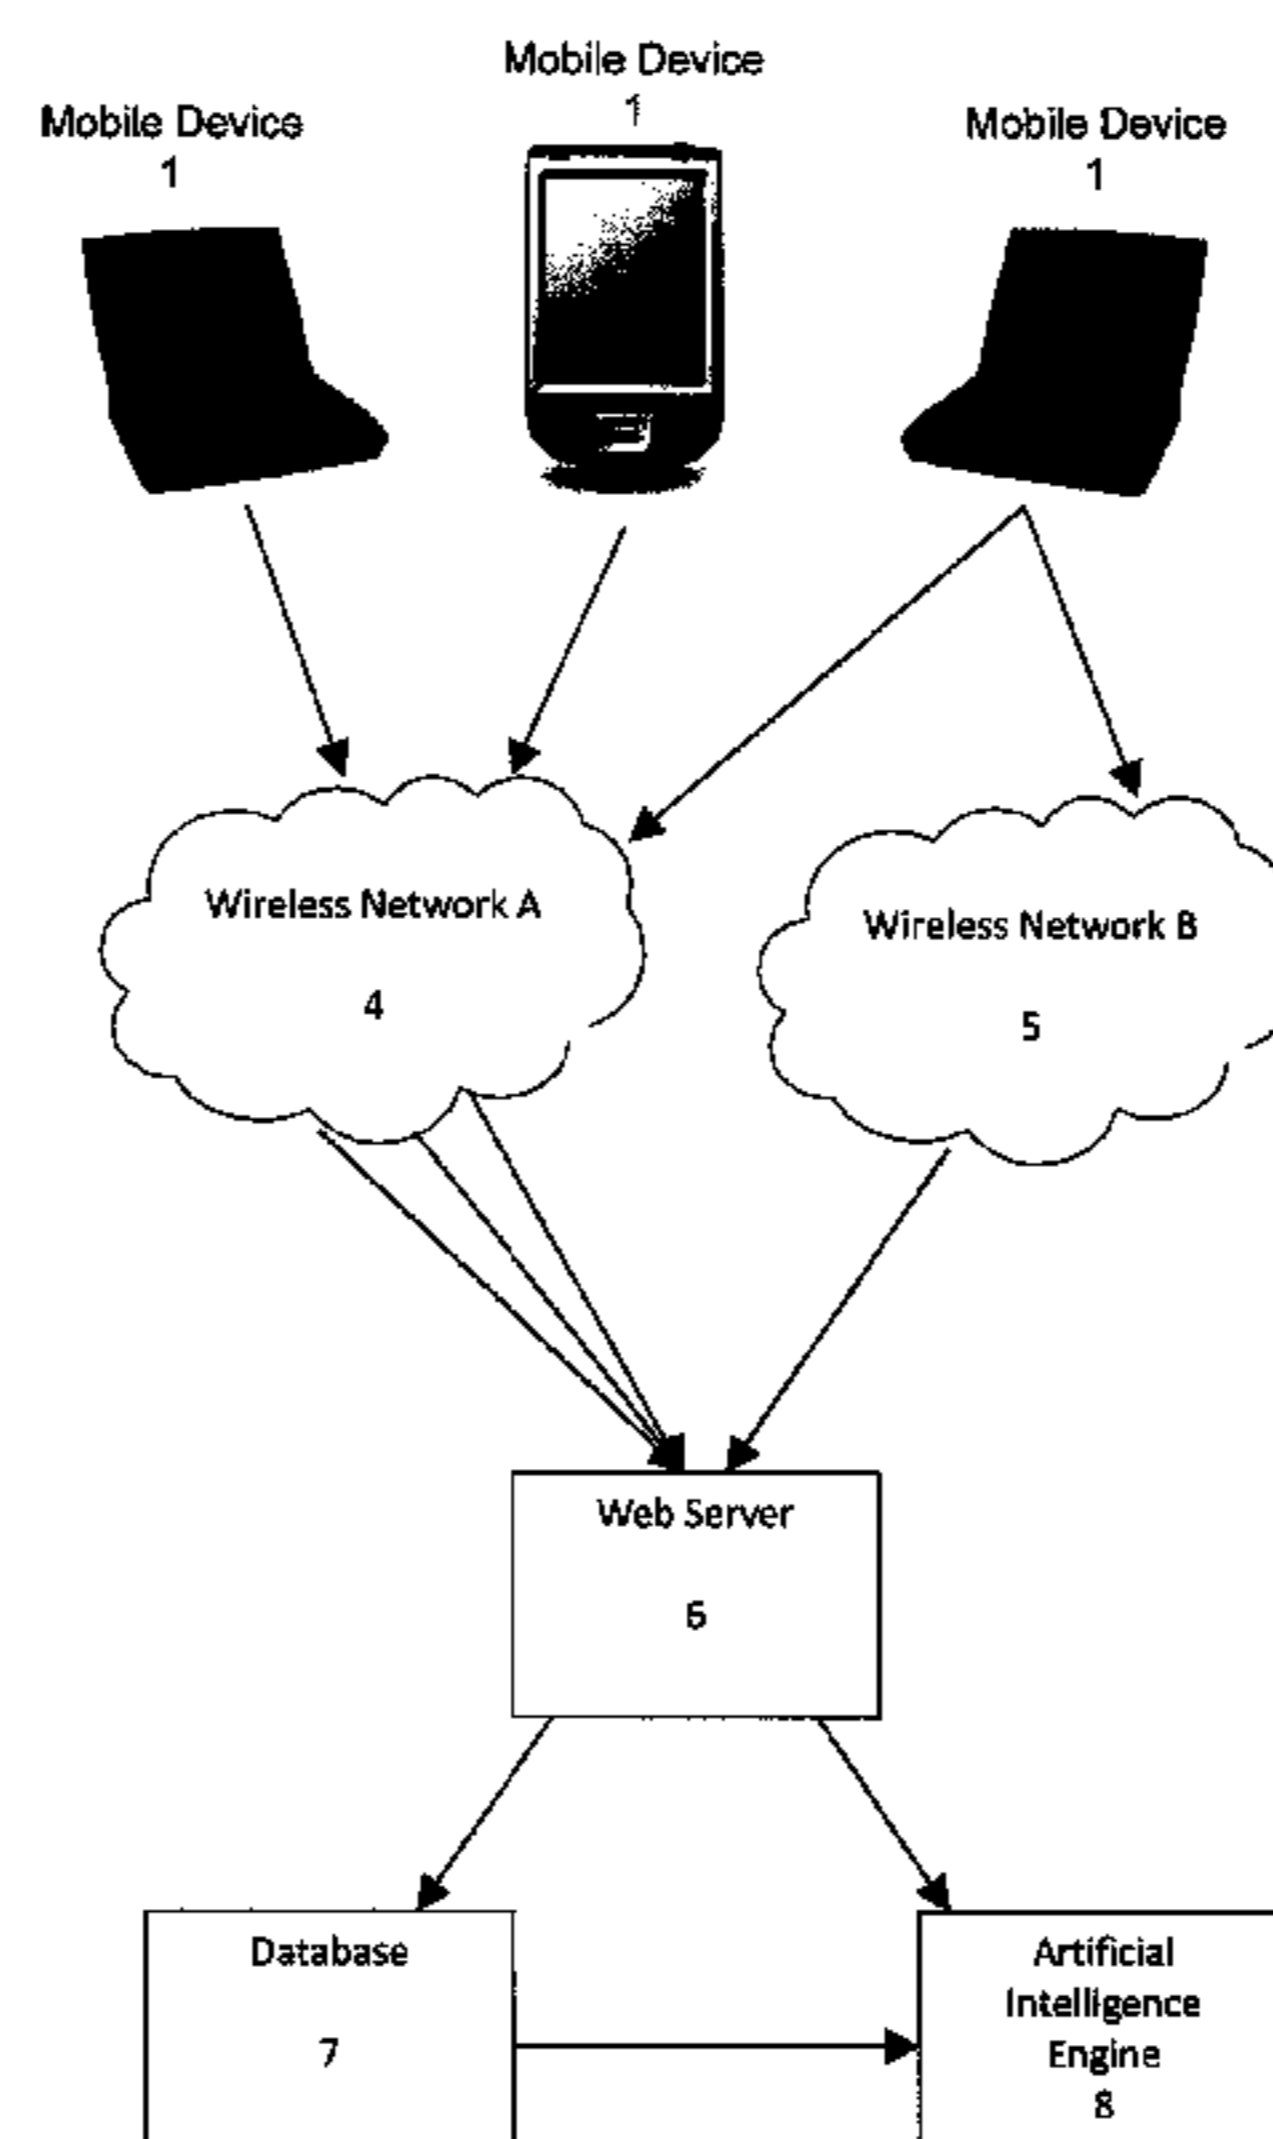 Mobile Device
1
Mobile Device
1
Mobile Device
1
Wireless Network A
4
Wireless Network B
5
Web Server
6
Database
7
Artificial
Intelligence
Engine
8